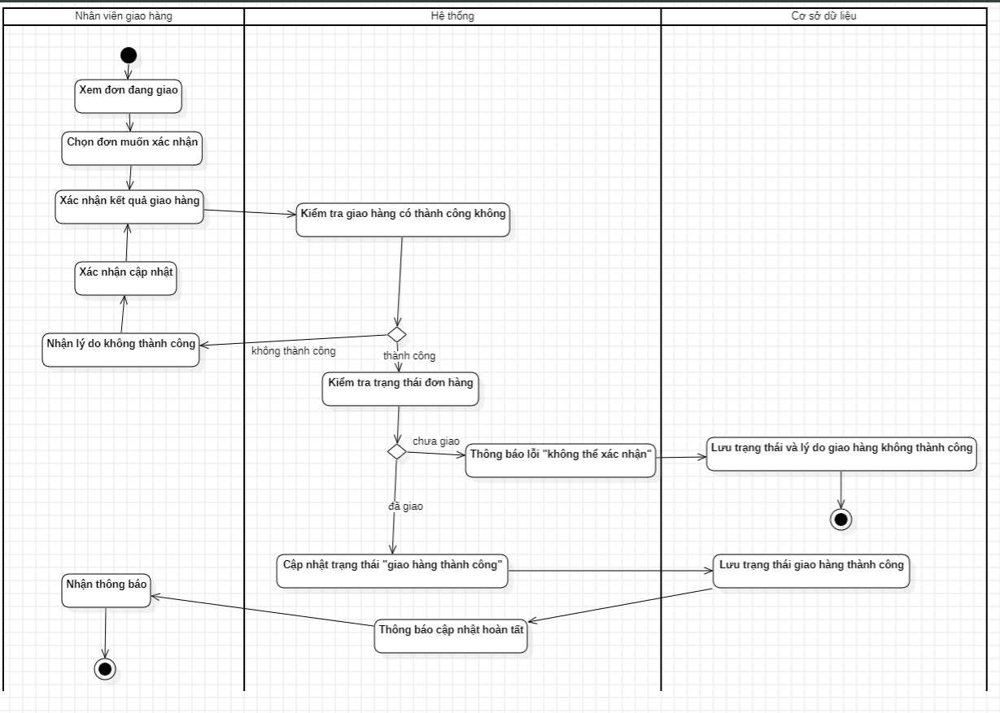 Nhân viên giao hàng
Hệ thống
Cơ sở dữ liệu
Xem đơn đang giao
Chọn đơn muốn xác nhận
Xác nhận kết quả giao hàng
Kiểm tra giao hàng có thành công không
Xác nhận cập nhật
Nhận lý do không thành công
không thành công
thành công
Kiểm tra trạng thái đơn hàng
chưa giao
Thông báo lỗi "không thể xác nhận"
Lưu trạng thái và lý do giao hàng không thành công
đã giao
Cập nhật trạng thái "giao hàng thành công"
Lưu trạng thái giao hàng thành công
Nhận thông báo
Thông báo cập nhật hoàn tất